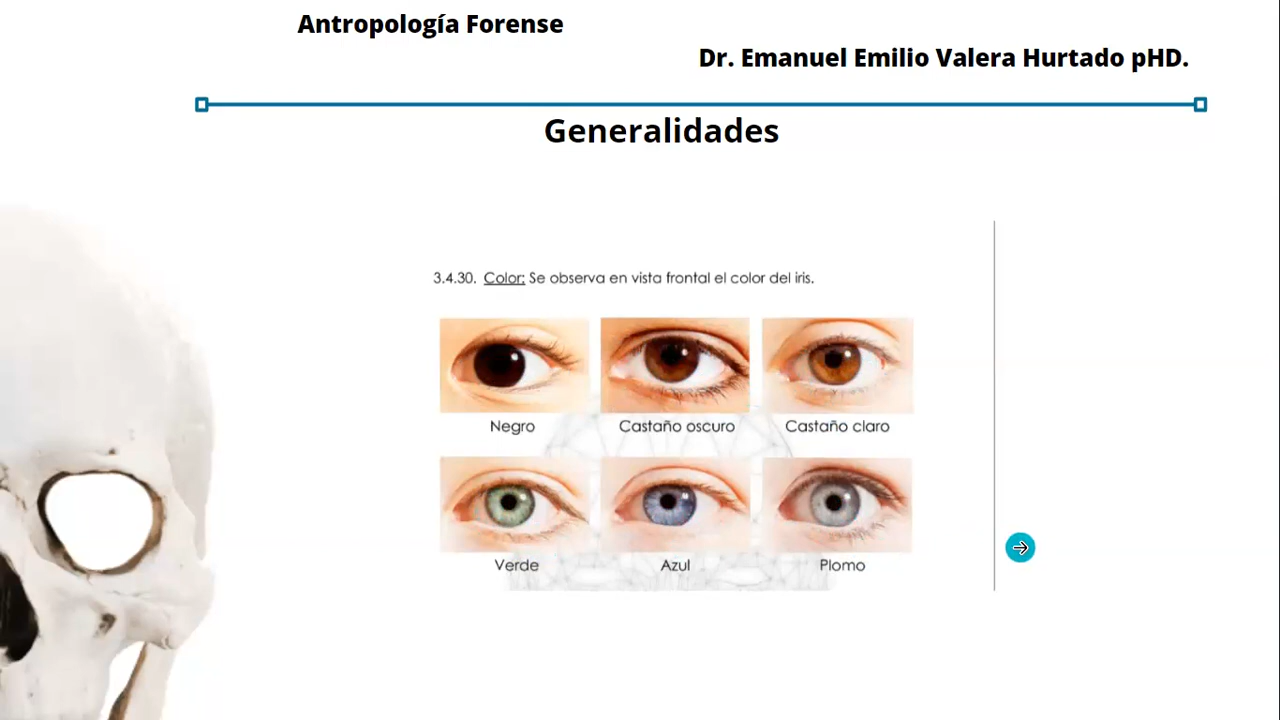 Antropología Forense
Dr. Emanuel Emilio Valera Hurtado pHD.
Generalidades
3.4.30. Color: Se observa en vista frontal el color del iris.
Negro Castaño oscuro Castaño claro
Verde Azul Plomo